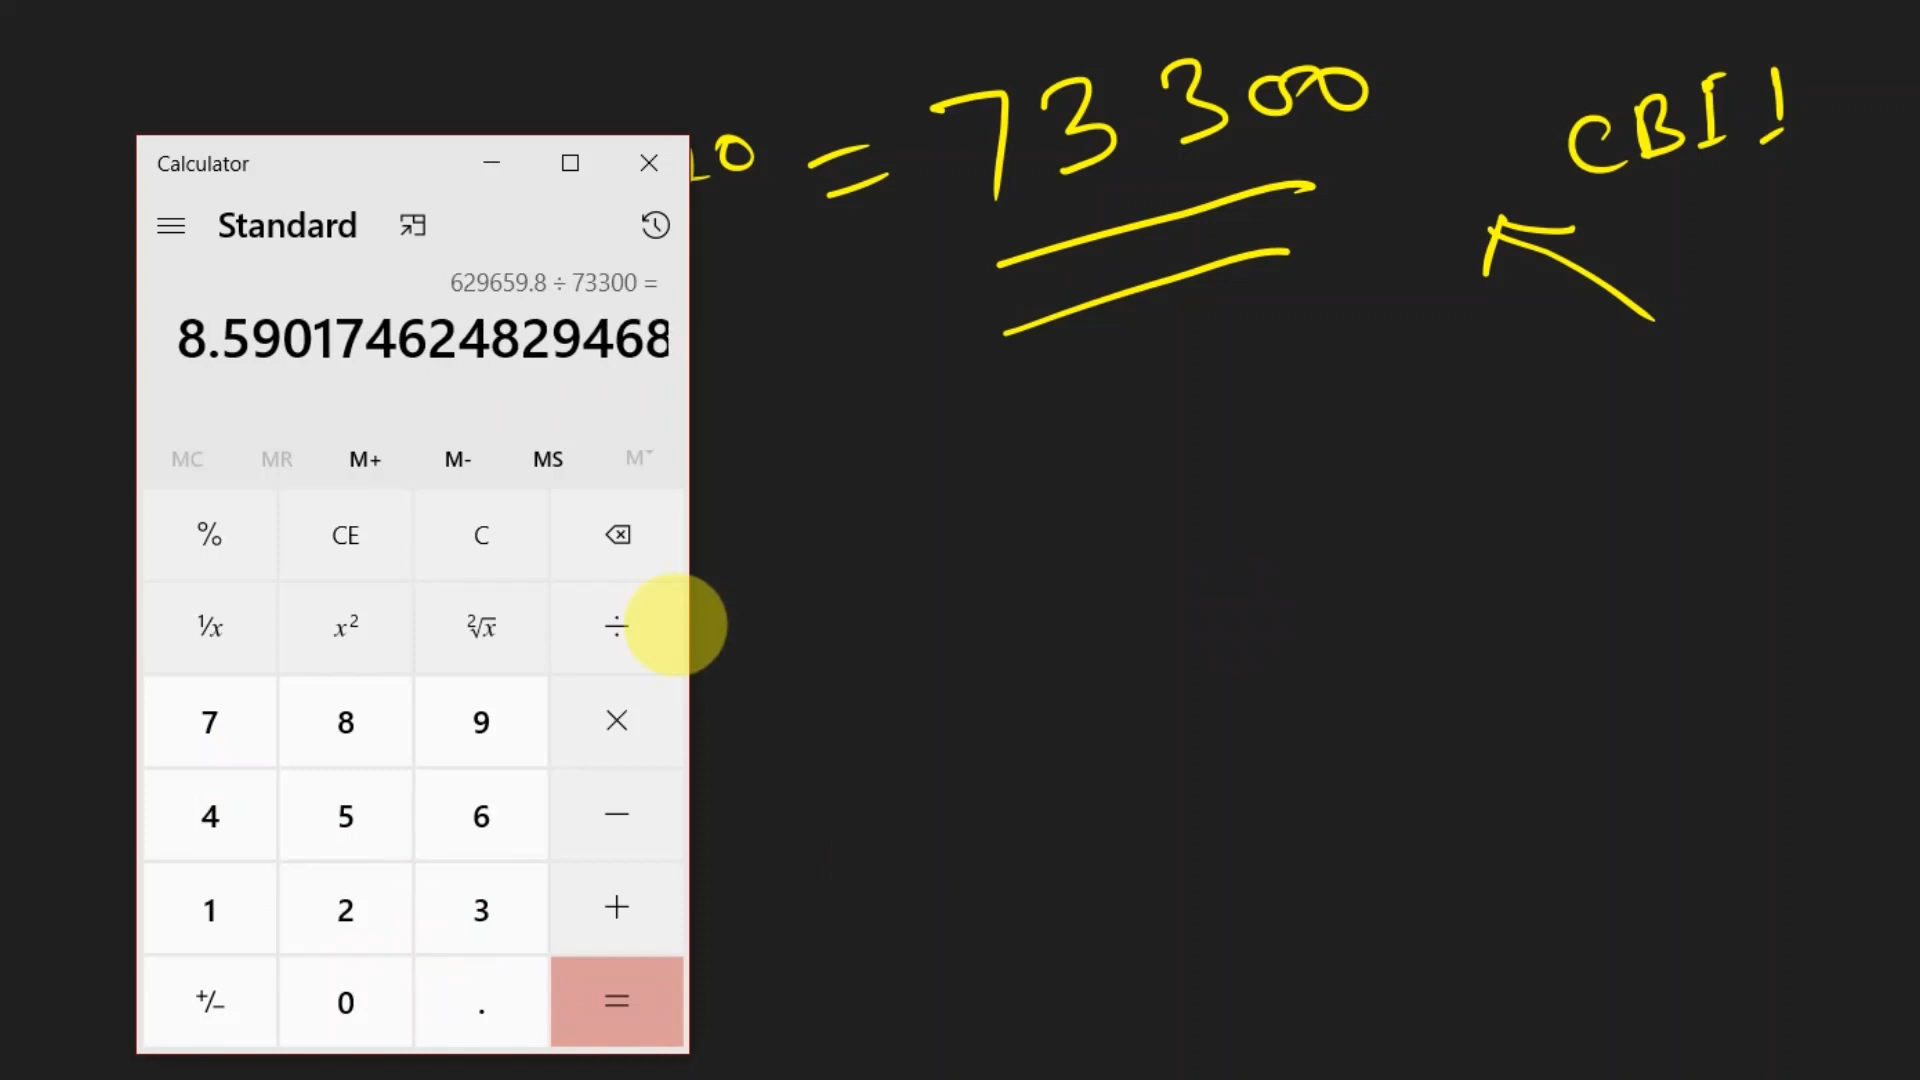 = 73300
CBI!
Calculator
Standard
629659.8 ÷ 73300 =
8.590174624829468
MC MR M+ M- MS M˅
% CE C
¹/x x² ²√x ÷
7 8 9 ×
4 5 6 −
1 2 3 +
+/− 0 . =